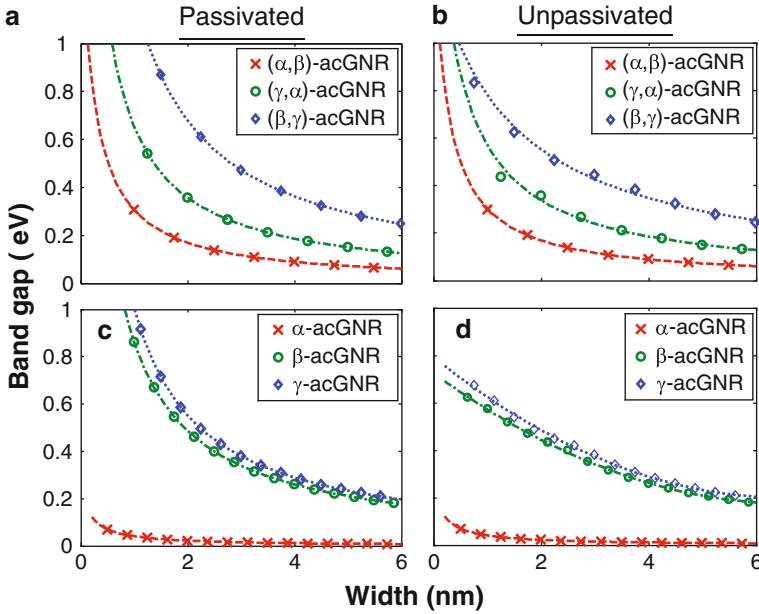 Passivated
Unpassivated
a
b
1
0.8
0.6
0.4
0.2
0
(α,β)-acGNR
(γ,α)-acGNR
(β,γ)-acGNR
(α,β)-acGNR
(γ,α)-acGNR
(β,γ)-acGNR
Band gap ( eV)
c
d
1
0.8
0.6
0.4
0.2
0
α-acGNR
β-acGNR
γ-acGNR
α-acGNR
β-acGNR
γ-acGNR
0 2 4 6
0 2 4 6
Width (nm)